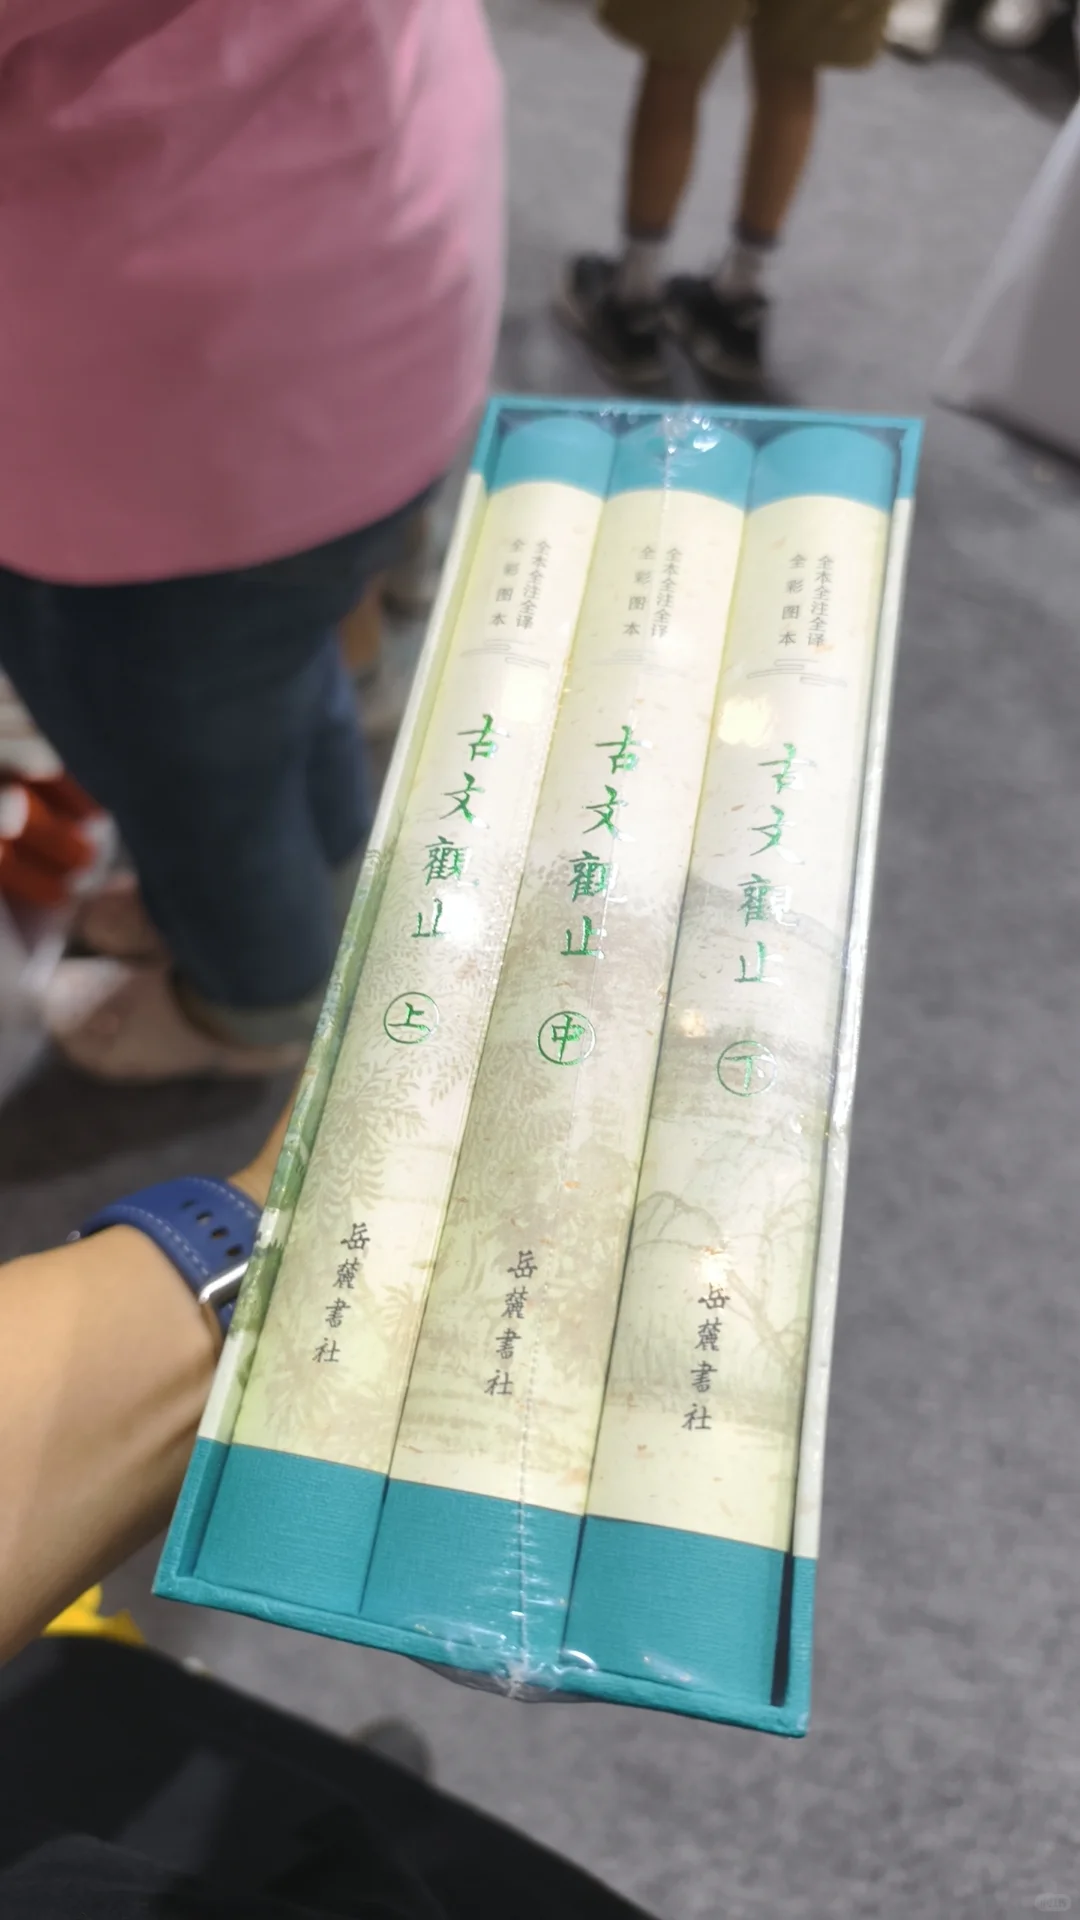 全本全注全译
全彩图本
古文觀止
上
岳麓書社
全本全注全译
全彩图本
古文觀止
中
岳麓書社
全本全注全译
全彩图本
古文觀止
下
岳麓書社